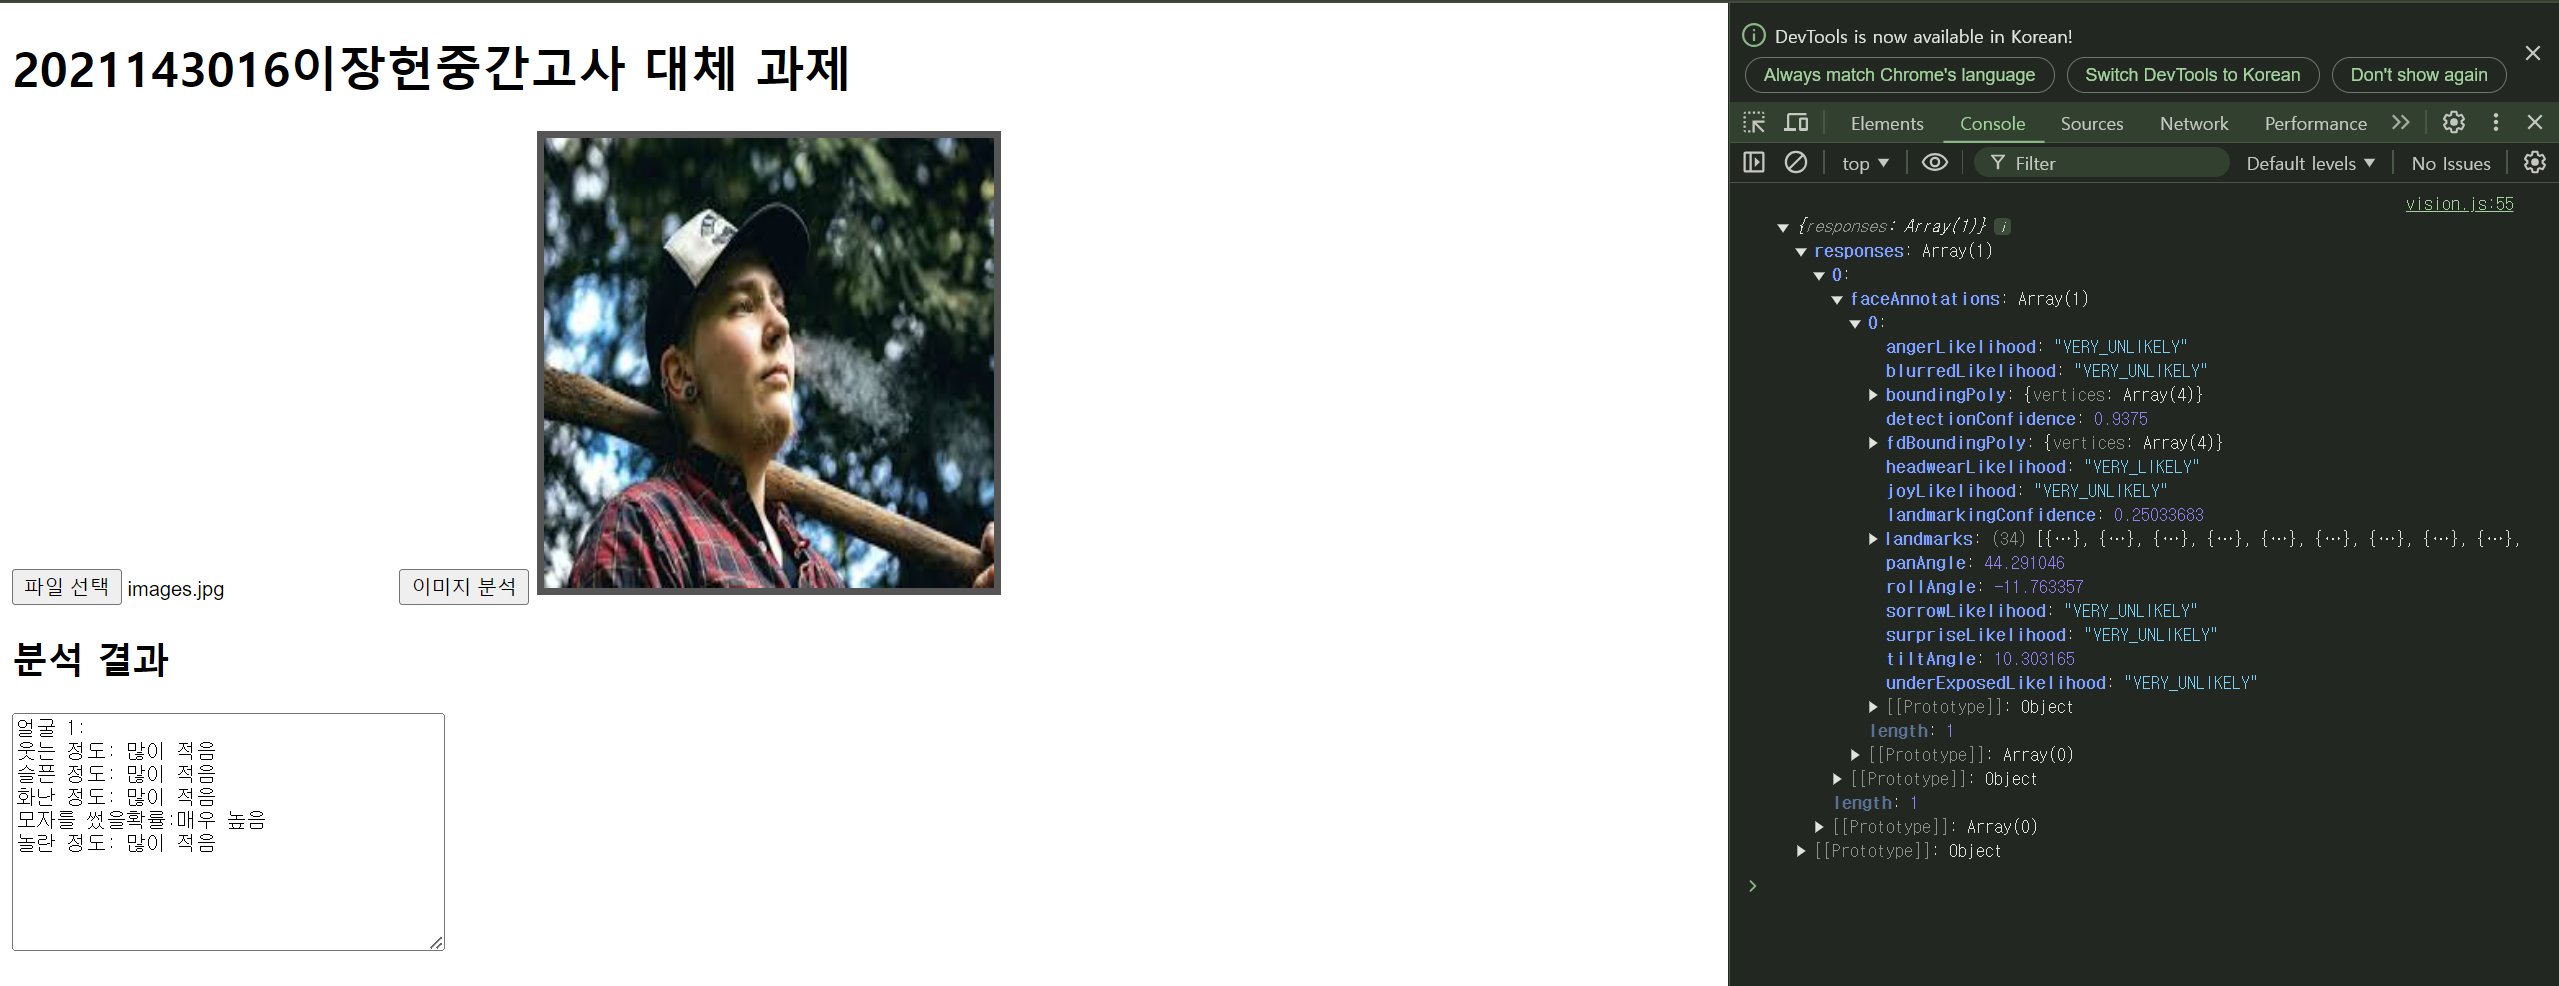 2021143016이장헌중간고사 대체 과제
파일 선택 images.jpg
이미지 분석
분석 결과
얼굴 1:
웃는 정도: 많이 적음
슬픈 정도: 많이 적음
화난 정도: 많이 적음
모자를 썼을확률:매우 높음
놀란 정도: 많이 적음
DevTools is now available in Korean!
Always match Chrome's language
Switch DevTools to Korean
Don't show again
Elements Console Sources Network Performance
top Filter Default levels No Issues
vision.js:55
{responses: Array(1)} i
responses: Array(1)
0:
faceAnnotations: Array(1)
0:
angerLikelihood: "VERY_UNLIKELY"
blurredLikelihood: "VERY_UNLIKELY"
boundingPoly: {vertices: Array(4)}
detectionConfidence: 0.9375
fdBoundingPoly: {vertices: Array(4)}
headwearLikelihood: "VERY_LIKELY"
joyLikelihood: "VERY_UNLIKELY"
landmarkingConfidence: 0.25033683
landmarks: (34) [{…}, {…}, {…}, {…}, {…}, {…}, {…}, {…}, {…},
panAngle: 44.291046
rollAngle: -11.763357
sorrowLikelihood: "VERY_UNLIKELY"
surpriseLikelihood: "VERY_UNLIKELY"
tiltAngle: 10.303165
underExposedLikelihood: "VERY_UNLIKELY"
[[Prototype]]: Object
length: 1
[[Prototype]]: Array(0)
[[Prototype]]: Object
length: 1
[[Prototype]]: Array(0)
[[Prototype]]: Object